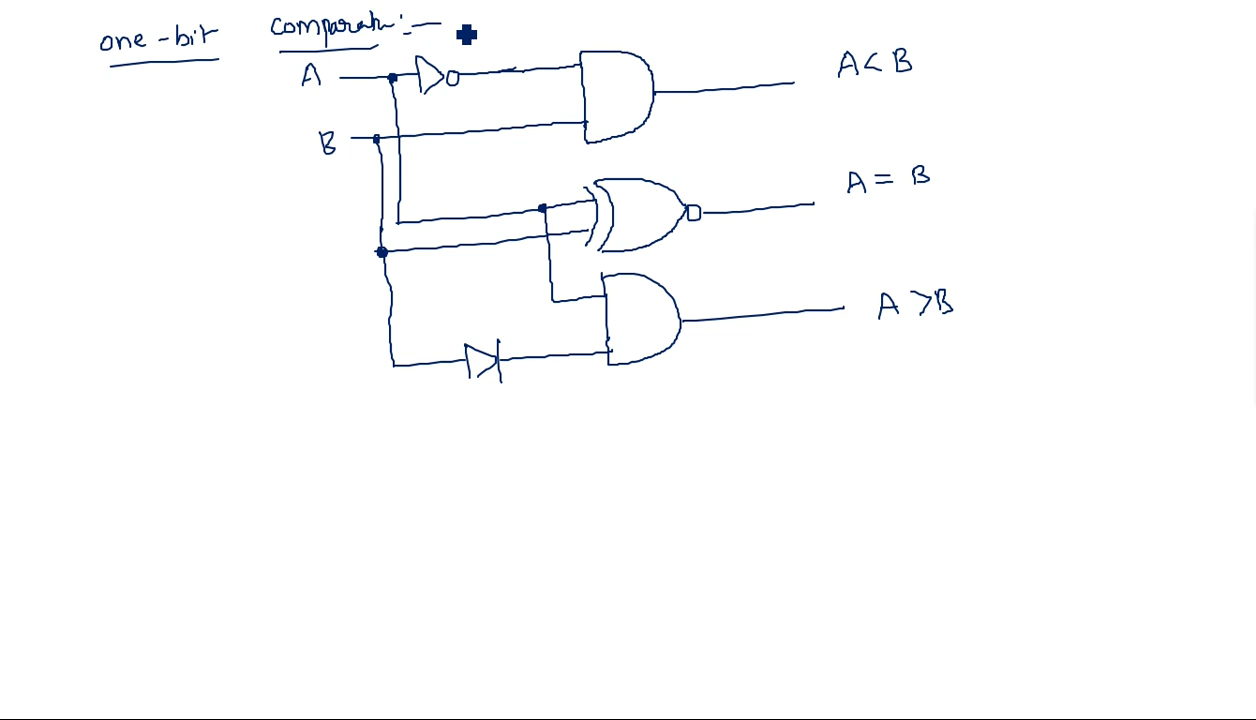 one-bit comparator:-
A
A < B
B
A = B
A > B